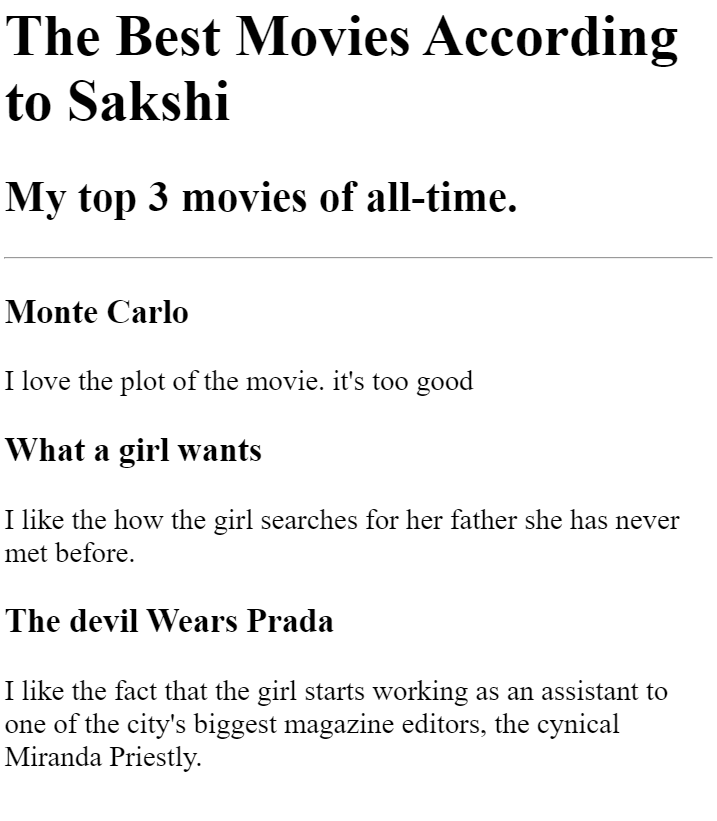 The Best Movies According
to Sakshi
My top 3 movies of all-time.
Monte Carlo
I love the plot of the movie. it's too good
What a girl wants
I like the how the girl searches for her father she has never
met before.
The devil Wears Prada
I like the fact that the girl starts working as an assistant to
one of the city's biggest magazine editors, the cynical
Miranda Priestly.